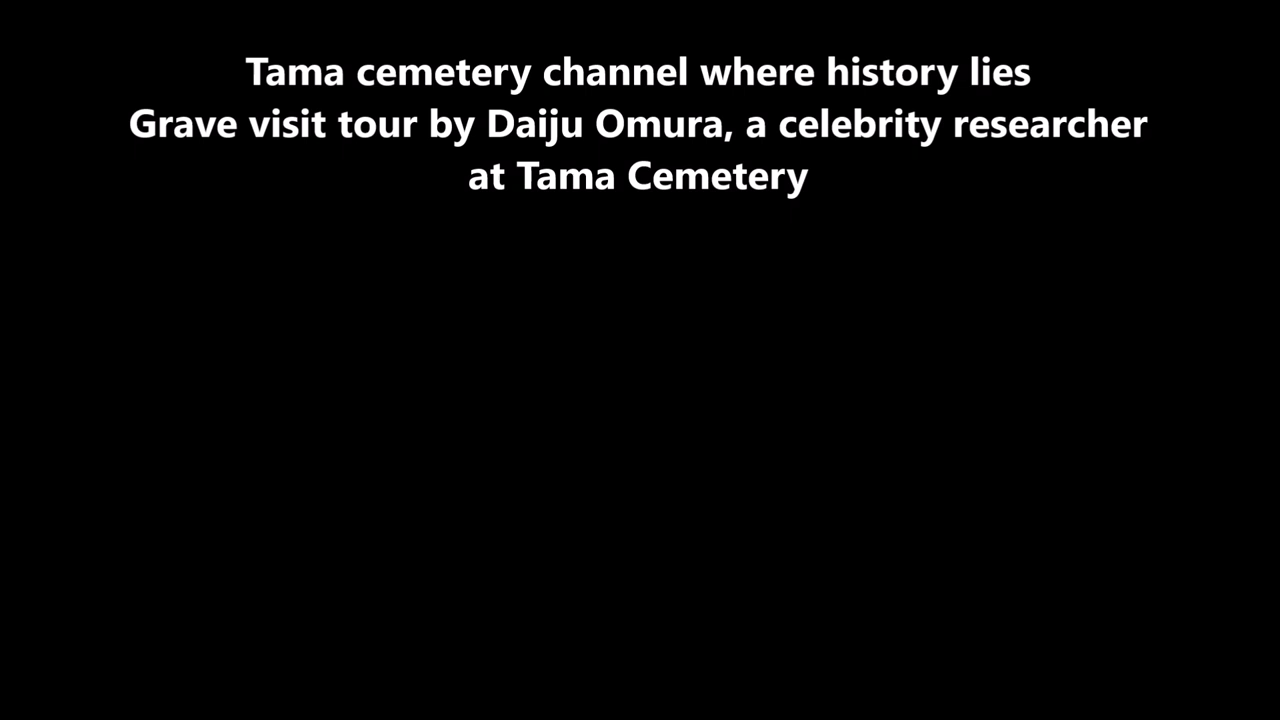 Tama cemetery channel where history lies
Grave visit tour by Daiju Omura, a celebrity researcher
at Tama Cemetery